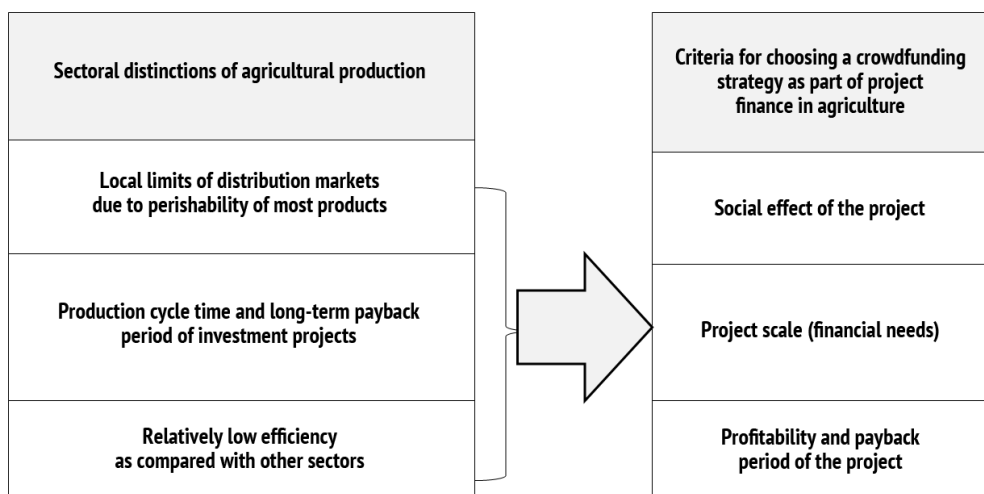 Sectoral distinctions of agricultural production
Local limits of distribution markets
due to perishability of most products
Production cycle time and long-term payback
period of investment projects
Relatively low efficiency
as compared with other sectors
Criteria for choosing a crowdfunding
strategy as part of project
finance in agriculture
Social effect of the project
Project scale (financial needs)
Profitability and payback
period of the project